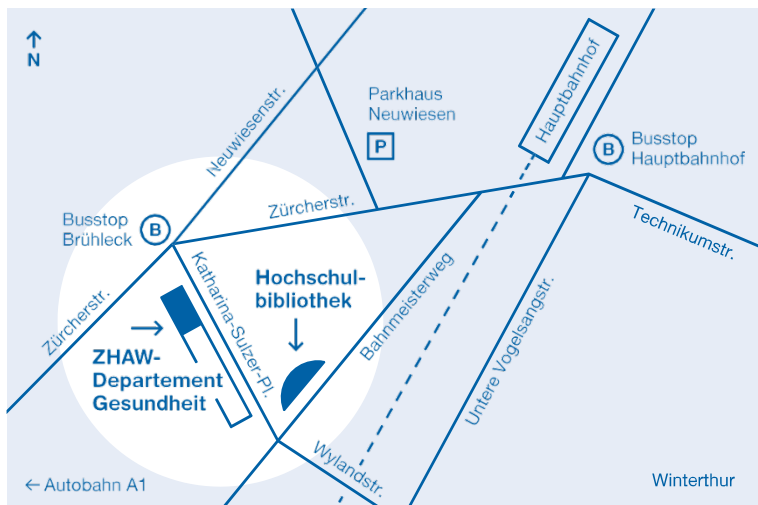 N
Neuwiesenstr.
Parkhaus
Neuwiesen
P
Hauptbahnhof
B
Busstop
Hauptbahnhof
Technikumstr.
Zürcherstr.
Busstop
Brühleck
B
Zürcherstr.
Katharina-Sulzer-Pl.
Hochschul-
bibliothek
Bahnmeisterweg
Untere Vogelsangstr.
ZHAW-
Departement
Gesundheit
Wylandstr.
← Autobahn A1
Winterthur